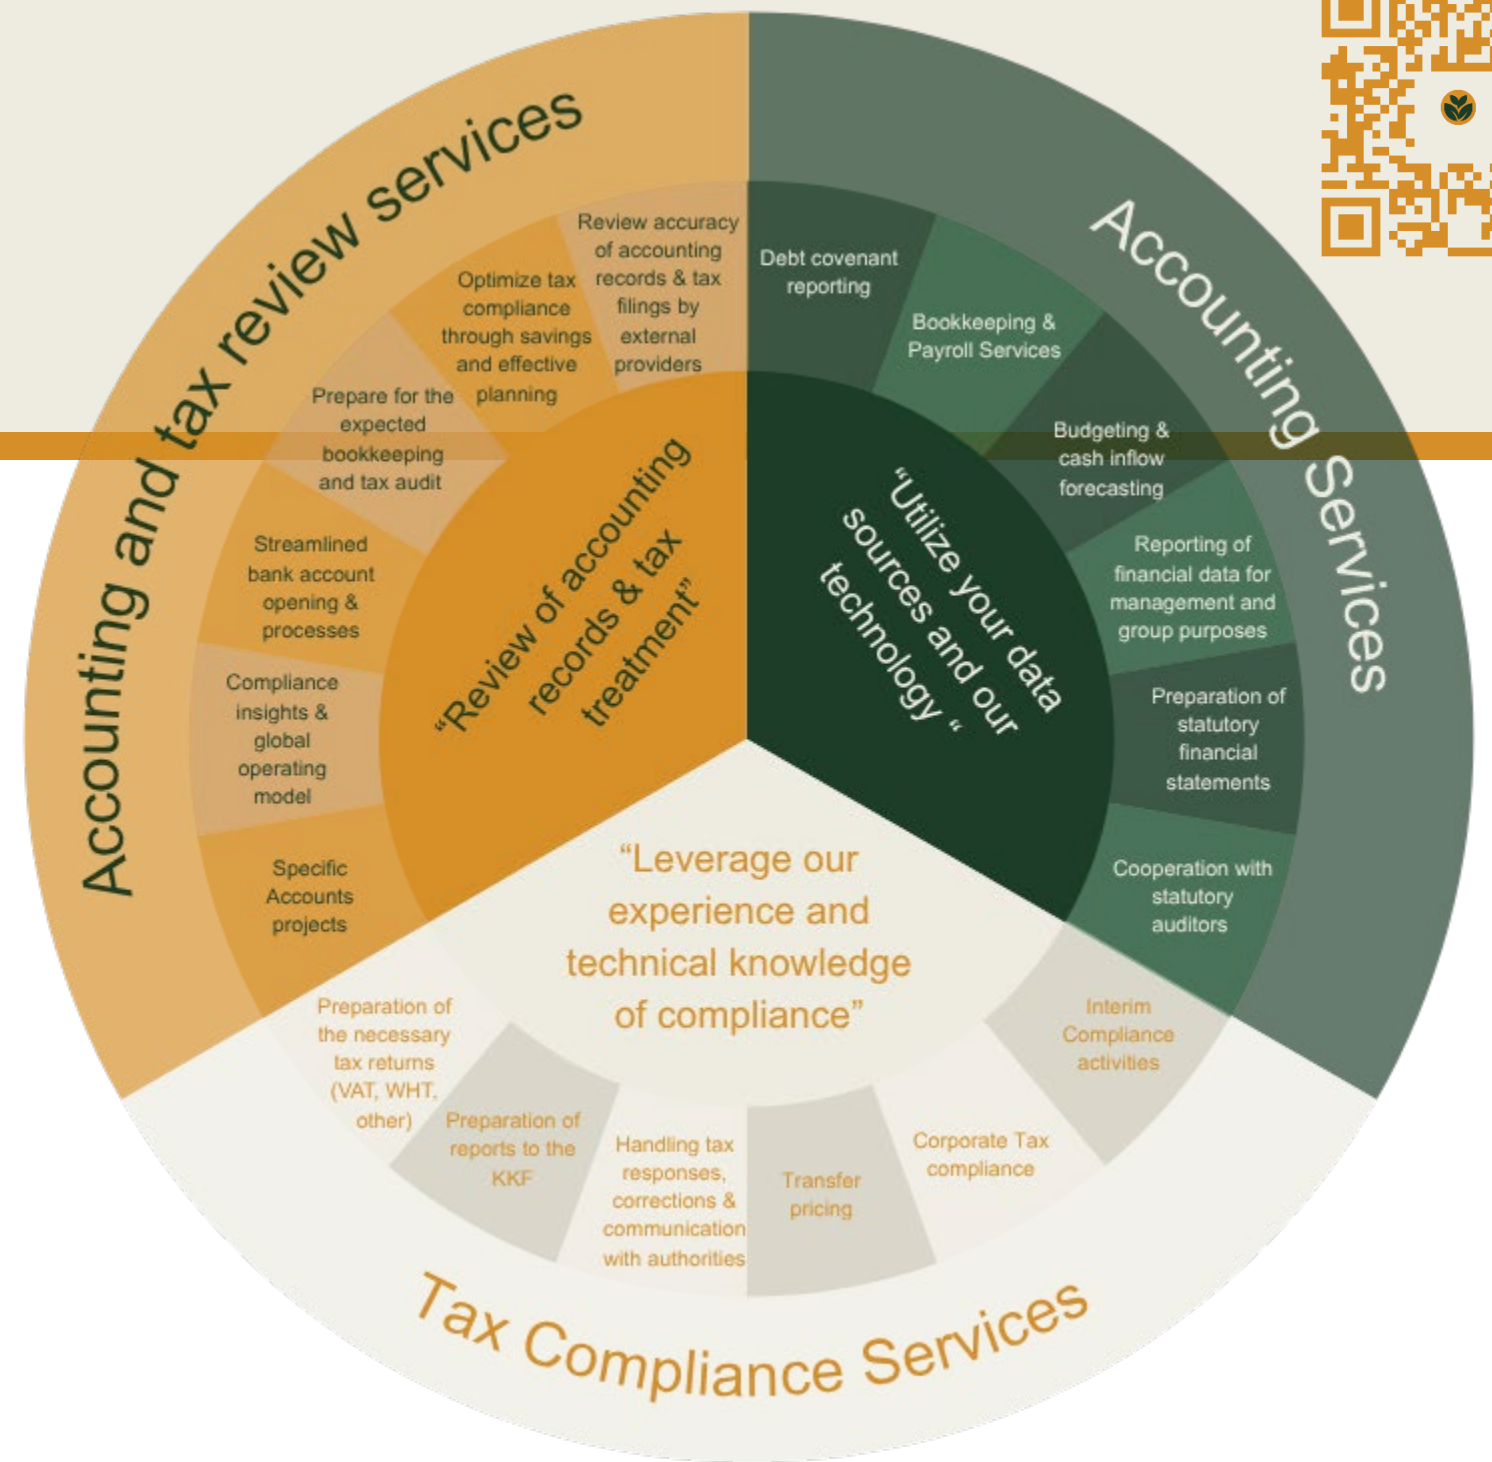 Accounting and tax review services
Review accuracy
of accounting
records & tax
filings by
external
providers
Optimize tax
compliance
through savings
and effective
planning
Prepare for the
expected
bookkeeping
and tax audit
Streamlined
bank account
opening &
processes
Compliance
insights &
global
operating
model
Specific
Accounts
projects
“Review of accounting
records & tax
treatment”
Accounting Services
Debt covenant
reporting
Bookkeeping &
Payroll Services
Budgeting &
cash inflow
forecasting
Reporting of
financial data for
management and
group purposes
Preparation of
statutory
financial
statements
Cooperation with
statutory
auditors
“Utilize your data
sources and our
technology “
“Leverage our
experience and
technical knowledge
of compliance”
Preparation of
the necessary
tax returns
(VAT, WHT,
other)
Preparation of
reports to the
KKF
Handling tax
responses,
corrections &
communication
with authorities
Transfer
pricing
Corporate Tax
compliance
Interim
Compliance
activities
Tax Compliance Services